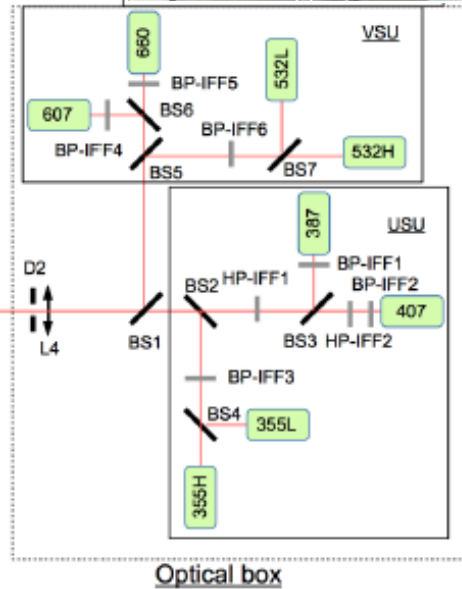 VSU
660
532L
BP-IFF5
607
BS6
BP-IFF6
BP-IFF4
BS5
BS7
532H
USU
387
D2
BS2
HP-IFF1
BP-IFF1
BP-IFF2
407
L4
BS1
BS3
HP-IFF2
BP-IFF3
BS4
355L
355H
Optical box